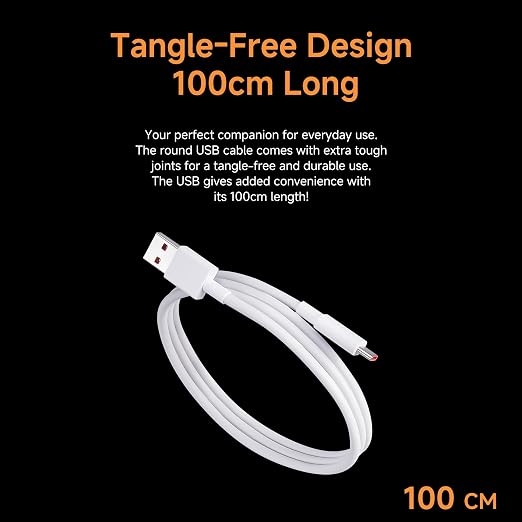 Tangle-Free Design
100cm Long
Your perfect companion for everyday use.
The round USB cable comes with extra tough
joints for a tangle-free and durable use.
The USB gives added convenience with
its 100cm length!
100 CM